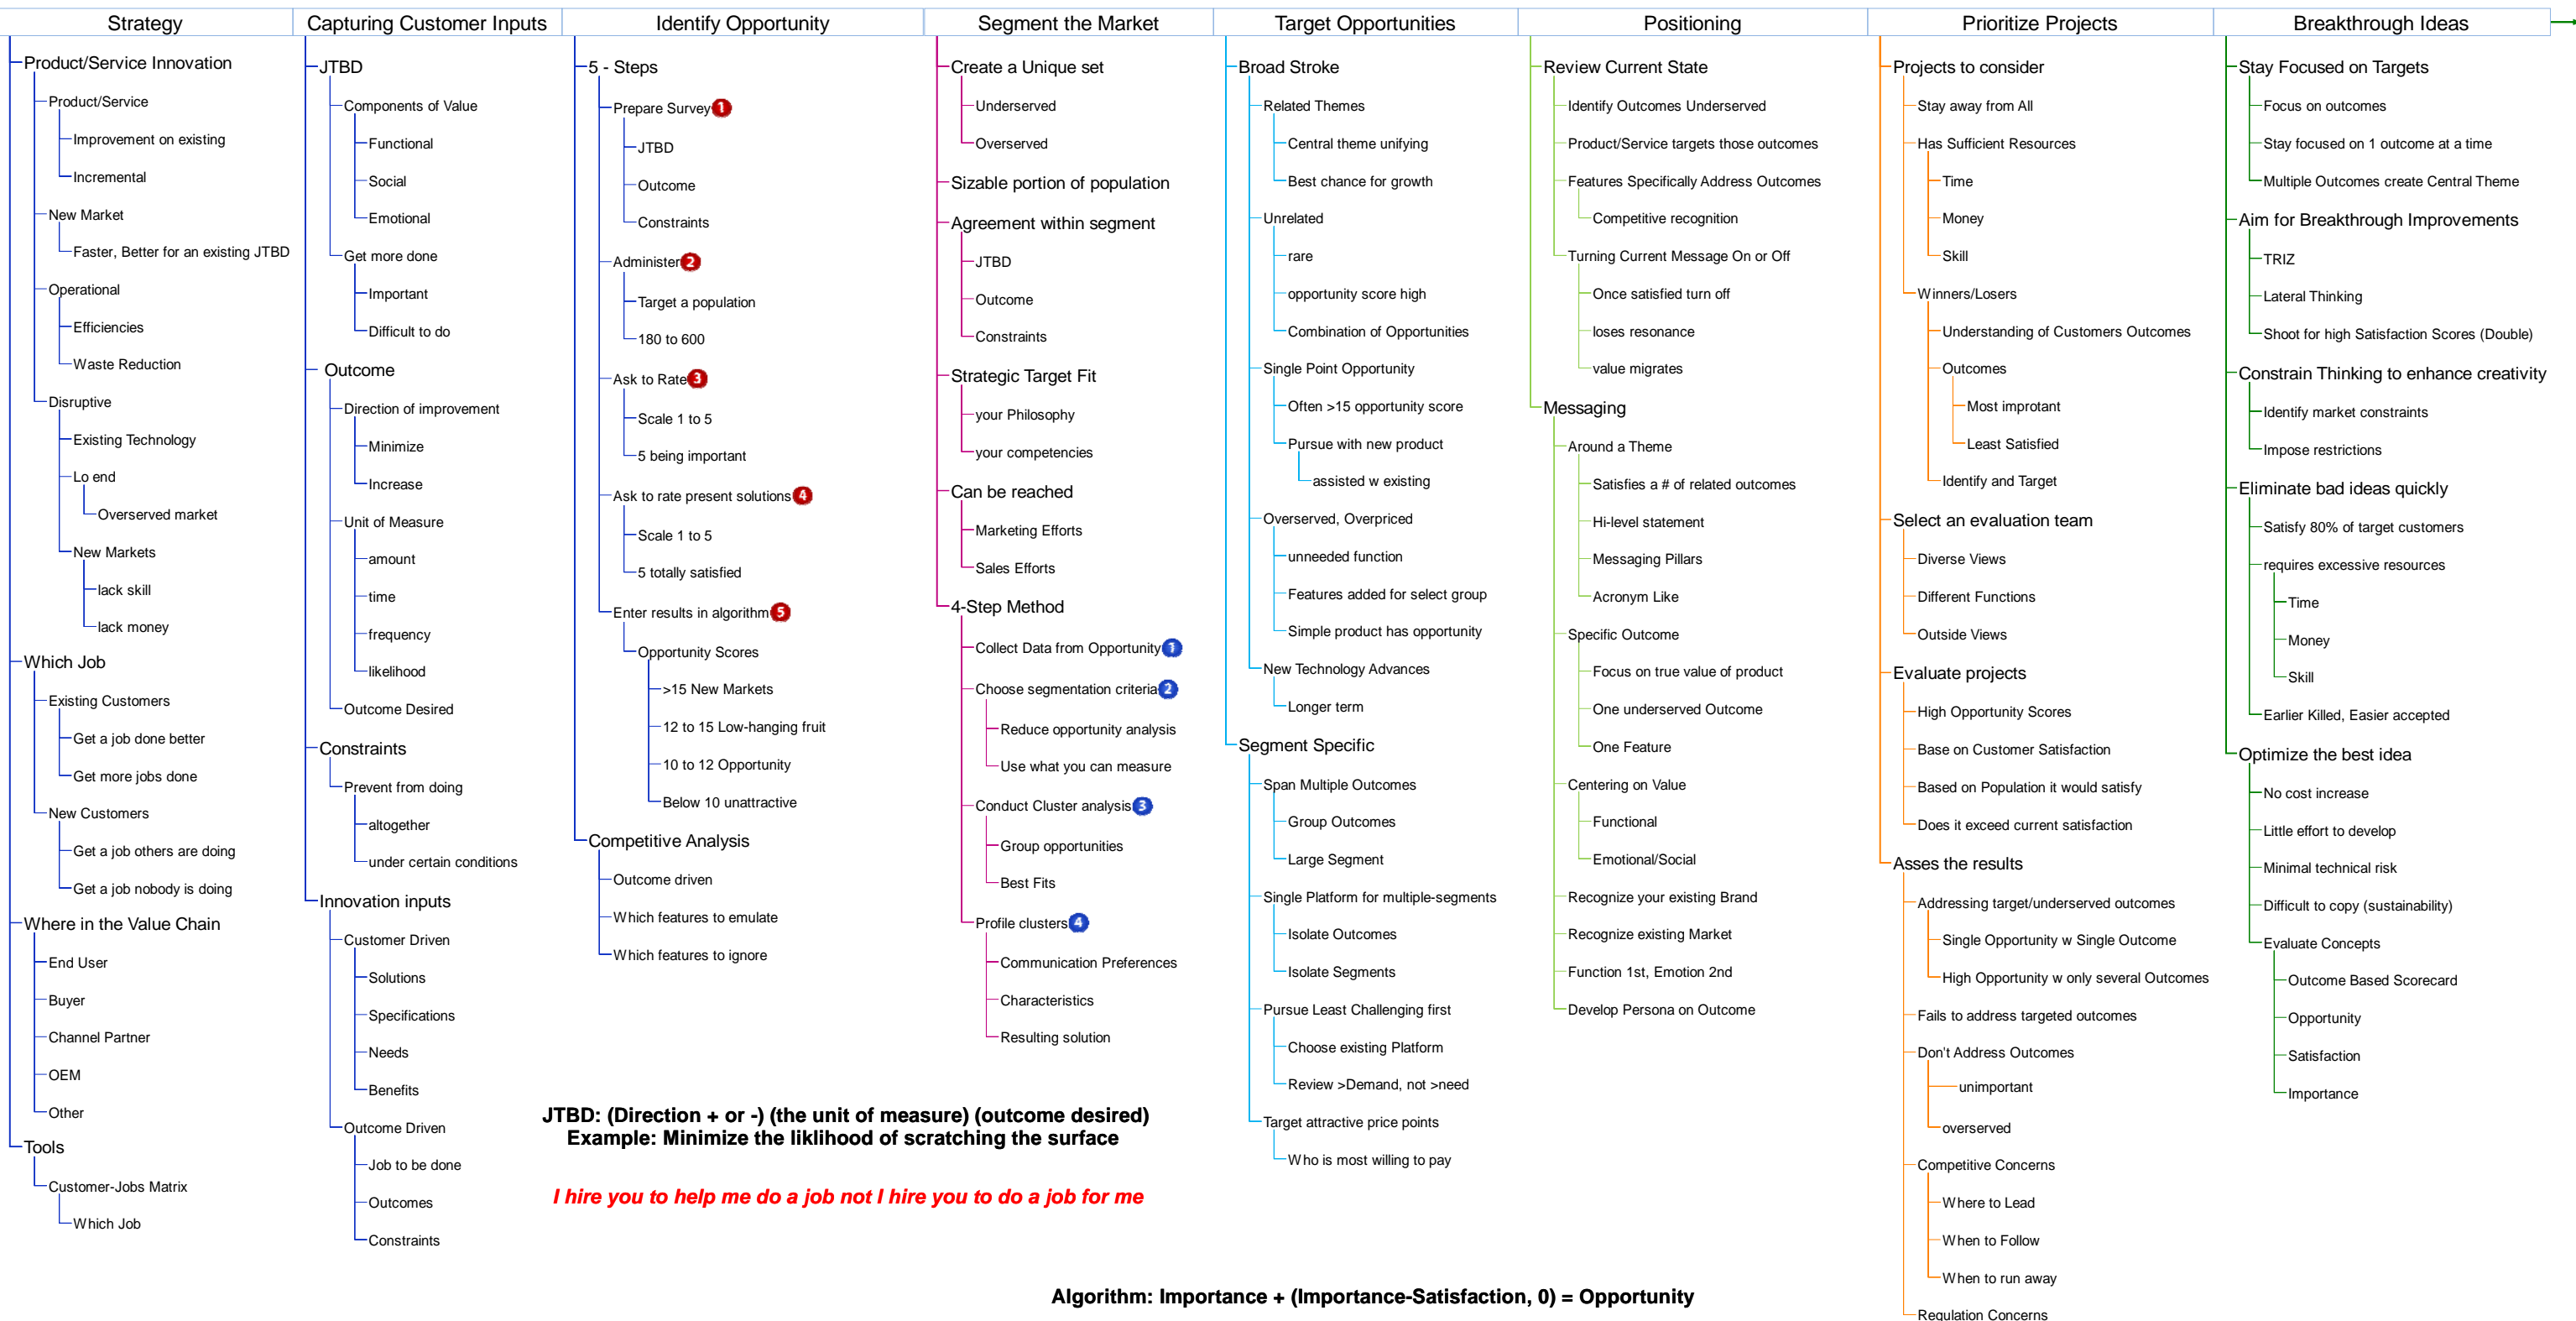 Strategy
Product/Service Innovation
Product/Service
Improvement on existing
Incremental
New Market
Faster, Better for an existing JTBD
Operational
Efficiencies
Waste Reduction
Disruptive
Existing Technology
Lo end
Overserved market
New Markets
lack skill
lack money
Which Job
Existing Customers
Get a job done better
Get more jobs done
New Customers
Get a job others are doing
Get a job nobody is doing
Where in the Value Chain
End User
Buyer
Channel Partner
OEM
Other
Tools
Customer-Jobs Matrix
Which Job
Capturing Customer Inputs
JTBD
Components of Value
Functional
Social
Emotional
Get more done
Important
Difficult to do
Outcome
Direction of improvement
Minimize
Increase
Unit of Measure
amount
time
frequency
likelihood
Outcome Desired
Constraints
Prevent from doing
altogether
under certain conditions
Innovation inputs
Customer Driven
Solutions
Specifications
Needs
Benefits
Outcome Driven
Job to be done
Outcomes
Constraints
Identify Opportunity
5 - Steps
Prepare Survey 1
JTBD
Outcome
Constraints
Administer 2
Target a population
180 to 600
Ask to Rate 3
Scale 1 to 5
5 being important
Ask to rate present solutions 4
Scale 1 to 5
5 totally satisfied
Enter results in algorithm 5
Opportunity Scores
>15 New Markets
12 to 15 Low-hanging fruit
10 to 12 Opportunity
Below 10 unattractive
Competitive Analysis
Outcome driven
Which features to emulate
Which features to ignore
Segment the Market
Create a Unique set
Underserved
Overserved
Sizable portion of population
Agreement within segment
JTBD
Outcome
Constraints
Strategic Target Fit
your Philosophy
your competencies
Can be reached
Marketing Efforts
Sales Efforts
4-Step Method
Collect Data from Opportunity 1
Choose segmentation criteria 2
Reduce opportunity analysis
Use what you can measure
Conduct Cluster analysis 3
Group opportunities
Best Fits
Profile clusters 4
Communication Preferences
Characteristics
Resulting solution
Target Opportunities
Broad Stroke
Related Themes
Central theme unifying
Best chance for growth
Unrelated
rare
opportunity score high
Combination of Opportunities
Single Point Opportunity
Often >15 opportunity score
Pursue with new product
assisted w existing
Overserved, Overpriced
unneeded function
Features added for select group
Simple product has opportunity
New Technology Advances
Longer term
Segment Specific
Span Multiple Outcomes
Group Outcomes
Large Segment
Single Platform for multiple-segments
Isolate Outcomes
Isolate Segments
Pursue Least Challenging first
Choose existing Platform
Review >Demand, not >need
Target attractive price points
Who is most willing to pay
Positioning
Review Current State
Identify Outcomes Underserved
Product/Service targets those outcomes
Features Specifically Address Outcomes
Competitive recognition
Turning Current Message On or Off
Once satisfied turn off
loses resonance
value migrates
Messaging
Around a Theme
Satisfies a # of related outcomes
Hi-level statement
Messaging Pillars
Acronym Like
Specific Outcome
Focus on true value of product
One underserved Outcome
One Feature
Centering on Value
Functional
Emotional/Social
Recognize your existing Brand
Recognize existing Market
Function 1st, Emotion 2nd
Develop Persona on Outcome
Prioritize Projects
Projects to consider
Stay away from All
Has Sufficient Resources
Time
Money
Skill
Winners/Losers
Understanding of Customers Outcomes
Outcomes
Most improtant
Least Satisfied
Identify and Target
Select an evaluation team
Diverse Views
Different Functions
Outside Views
Evaluate projects
High Opportunity Scores
Base on Customer Satisfaction
Based on Population it would satisfy
Does it exceed current satisfaction
Asses the results
Addressing target/underserved outcomes
Single Opportunity w Single Outcome
High Opportunity w only several Outcomes
Fails to address targeted outcomes
Don't Address Outcomes
unimportant
overserved
Competitive Concerns
Where to Lead
When to Follow
When to run away
Regulation Concerns
Breakthrough Ideas
Stay Focused on Targets
Focus on outcomes
Stay focused on 1 outcome at a time
Multiple Outcomes create Central Theme
Aim for Breakthrough Improvements
TRIZ
Lateral Thinking
Shoot for high Satisfaction Scores (Double)
Constrain Thinking to enhance creativity
Identify market constraints
Impose restrictions
Eliminate bad ideas quickly
Satisfy 80% of target customers
requires excessive resources
Time
Money
Skill
Earlier Killed, Easier accepted
Optimize the best idea
No cost increase
Little effort to develop
Minimal technical risk
Difficult to copy (sustainability)
Evaluate Concepts
Outcome Based Scorecard
Opportunity
Satisfaction
Importance
JTBD: (Direction + or -) (the unit of measure) (outcome desired)
Example: Minimize the liklihood of scratching the surface
I hire you to help me do a job not I hire you to do a job for me
Algorithm: Importance + (Importance-Satisfaction, 0) = Opportunity